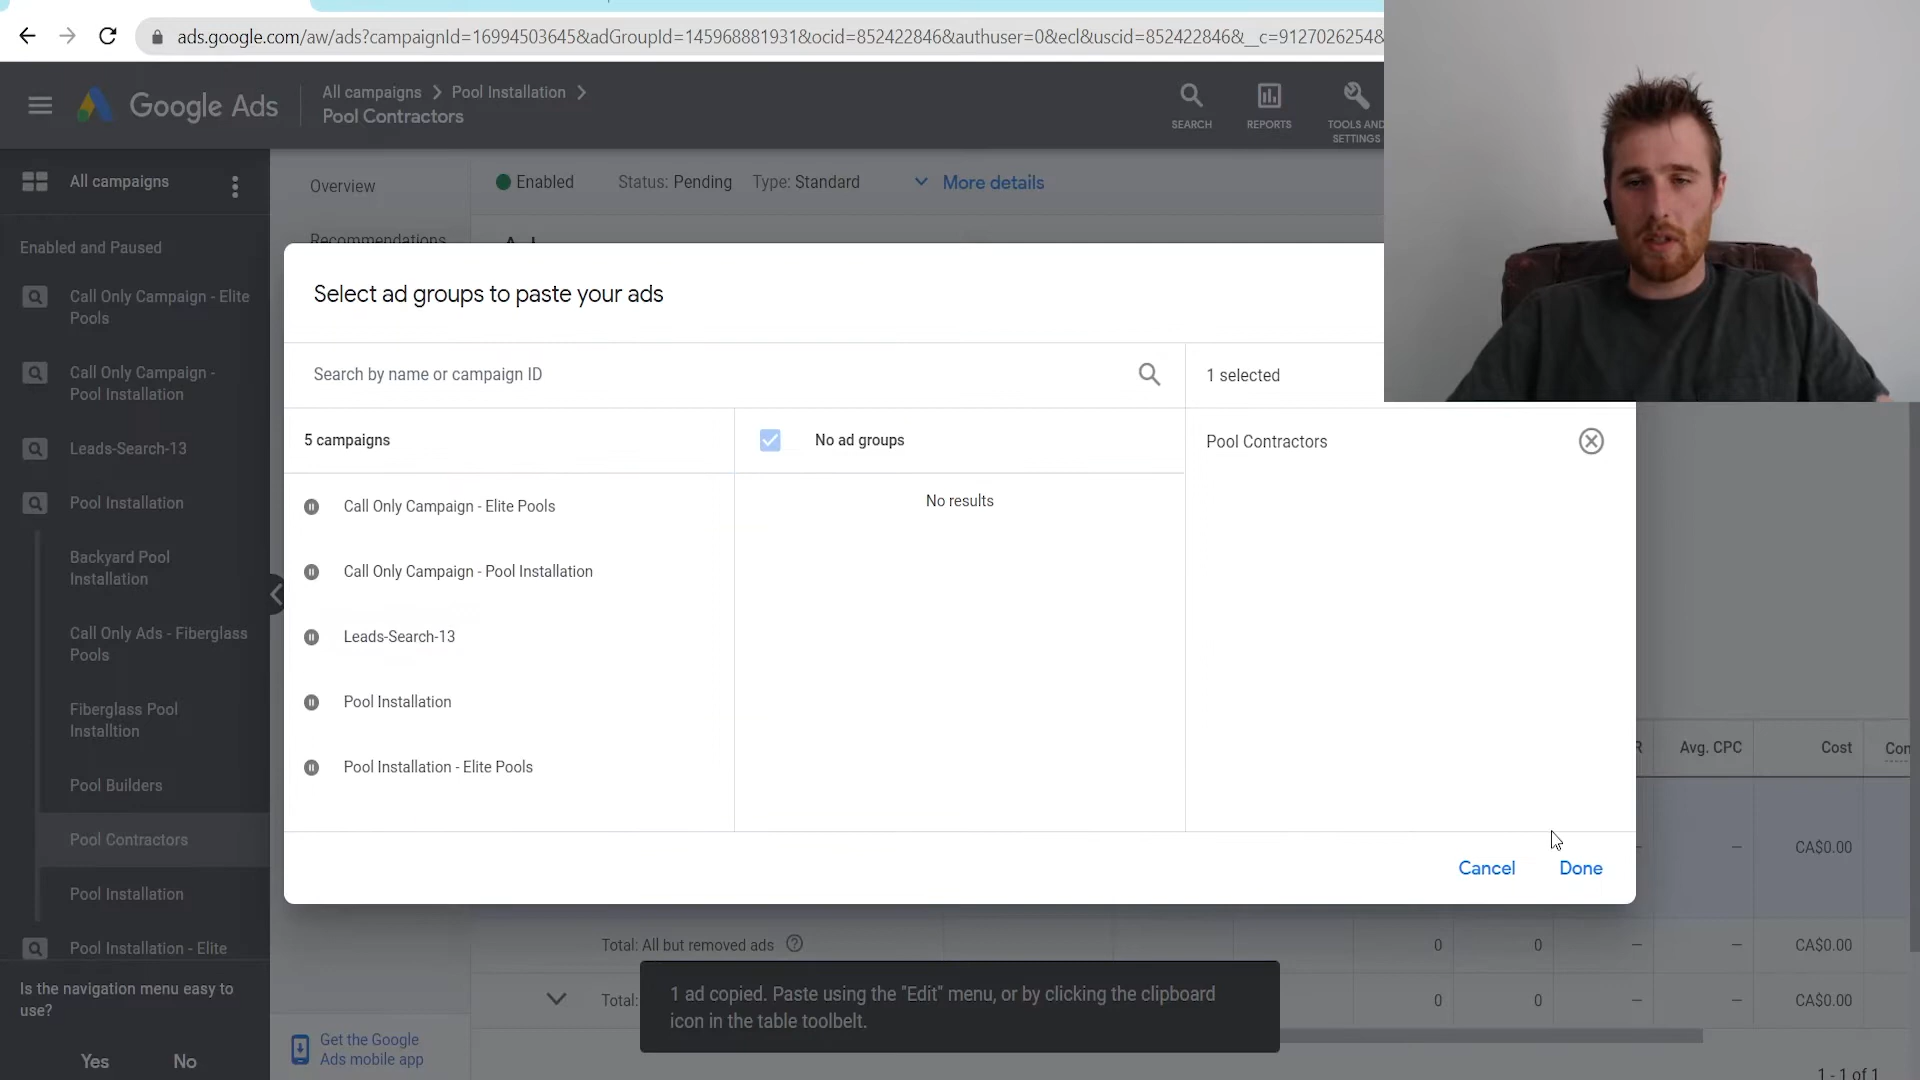 ads.google.com/aw/ads?campaignId=16994503645&adGroupId=145968881931&ocid=852422846&authuser=0&ecl&uscid=852422846&__c=9127026254&
Google Ads
All campaigns > Pool Installation >
Pool Contractors
SEARCH
REPORTS
TOOLS AND
SETTINGS
All campaigns
Enabled and Paused
Call Only Campaign - Elite
Pools
Call Only Campaign -
Pool Installation
Leads-Search-13
Pool Installation
Backyard Pool
Installation
Call Only Ads - Fiberglass
Pools
Fiberglass Pool
Installtion
Pool Builders
Pool Contractors
Pool Installation
Pool Installation - Elite
Is the navigation menu easy to
use?
Yes No
Overview
Recommendations
Enabled Status: Pending Type: Standard More details
Select ad groups to paste your ads
Search by name or campaign ID
1 selected
5 campaigns
No ad groups
Pool Contractors
No results
Call Only Campaign - Elite Pools
Call Only Campaign - Pool Installation
Leads-Search-13
Pool Installation
Pool Installation - Elite Pools
Cancel Done
R Avg. CPC Cost Con
– – CA$0.00
Total: All but removed ads 0 0 – – CA$0.00
Total: 0 0 – – CA$0.00
1 ad copied. Paste using the "Edit" menu, or by clicking the clipboard
icon in the table toolbelt.
Get the Google
Ads mobile app
1 - 1 of 1